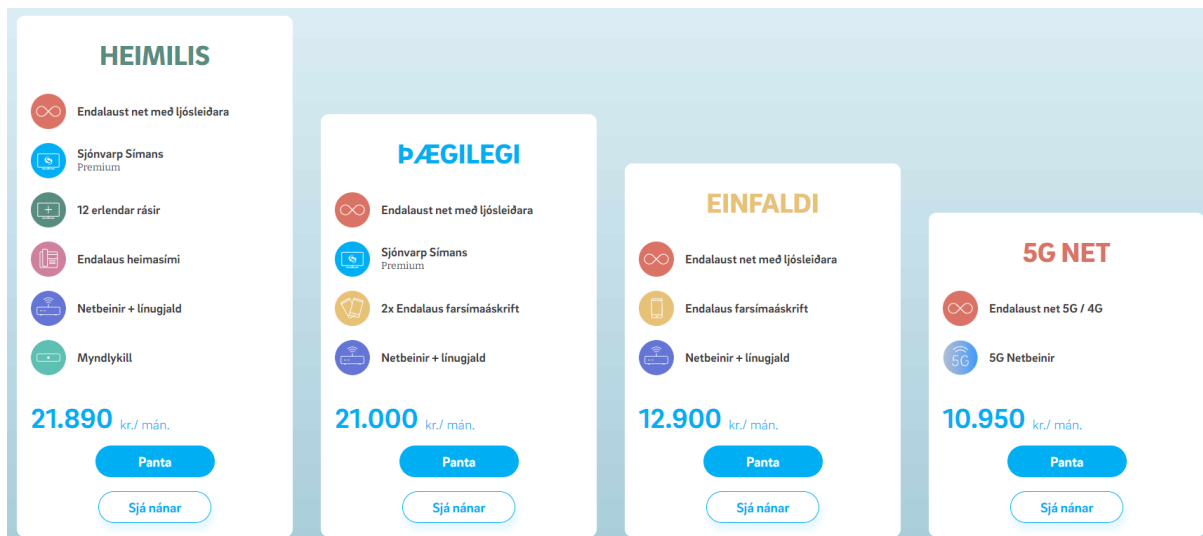 HEIMILIS
Endalaust net með ljósleiðara
Sjónvarp Símans
Premium
12 erlendar rásir
Endalaus heimasími
Netbeinir + línugjald
Myndlykill
21.890 kr./ mán.
Panta
Sjá nánar
ÞÆGILEGI
Endalaust net með ljósleiðara
Sjónvarp Símans
Premium
2x Endalaus farsímaáskrift
Netbeinir + línugjald
21.000 kr./ mán.
Panta
Sjá nánar
EINFALDI
Endalaust net með ljósleiðara
Endalaus farsímaáskrift
Netbeinir + línugjald
12.900 kr./ mán.
Panta
Sjá nánar
5G NET
Endalaust net 5G / 4G
5G
5G Netbeinir
10.950 kr./ mán.
Panta
Sjá nánar